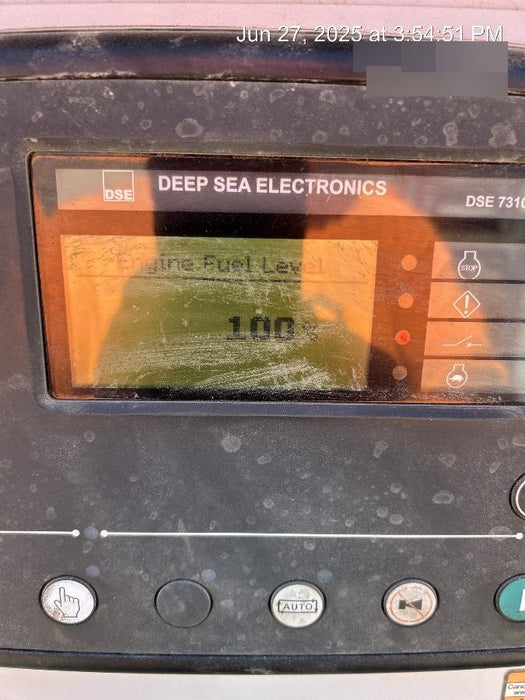 Jun 27, 2025 at 3:54:51 PM
DSE
DEEP SEA ELECTRONICS
DSE 7310
Engine Fuel Level
100 %
STOP
AUTO